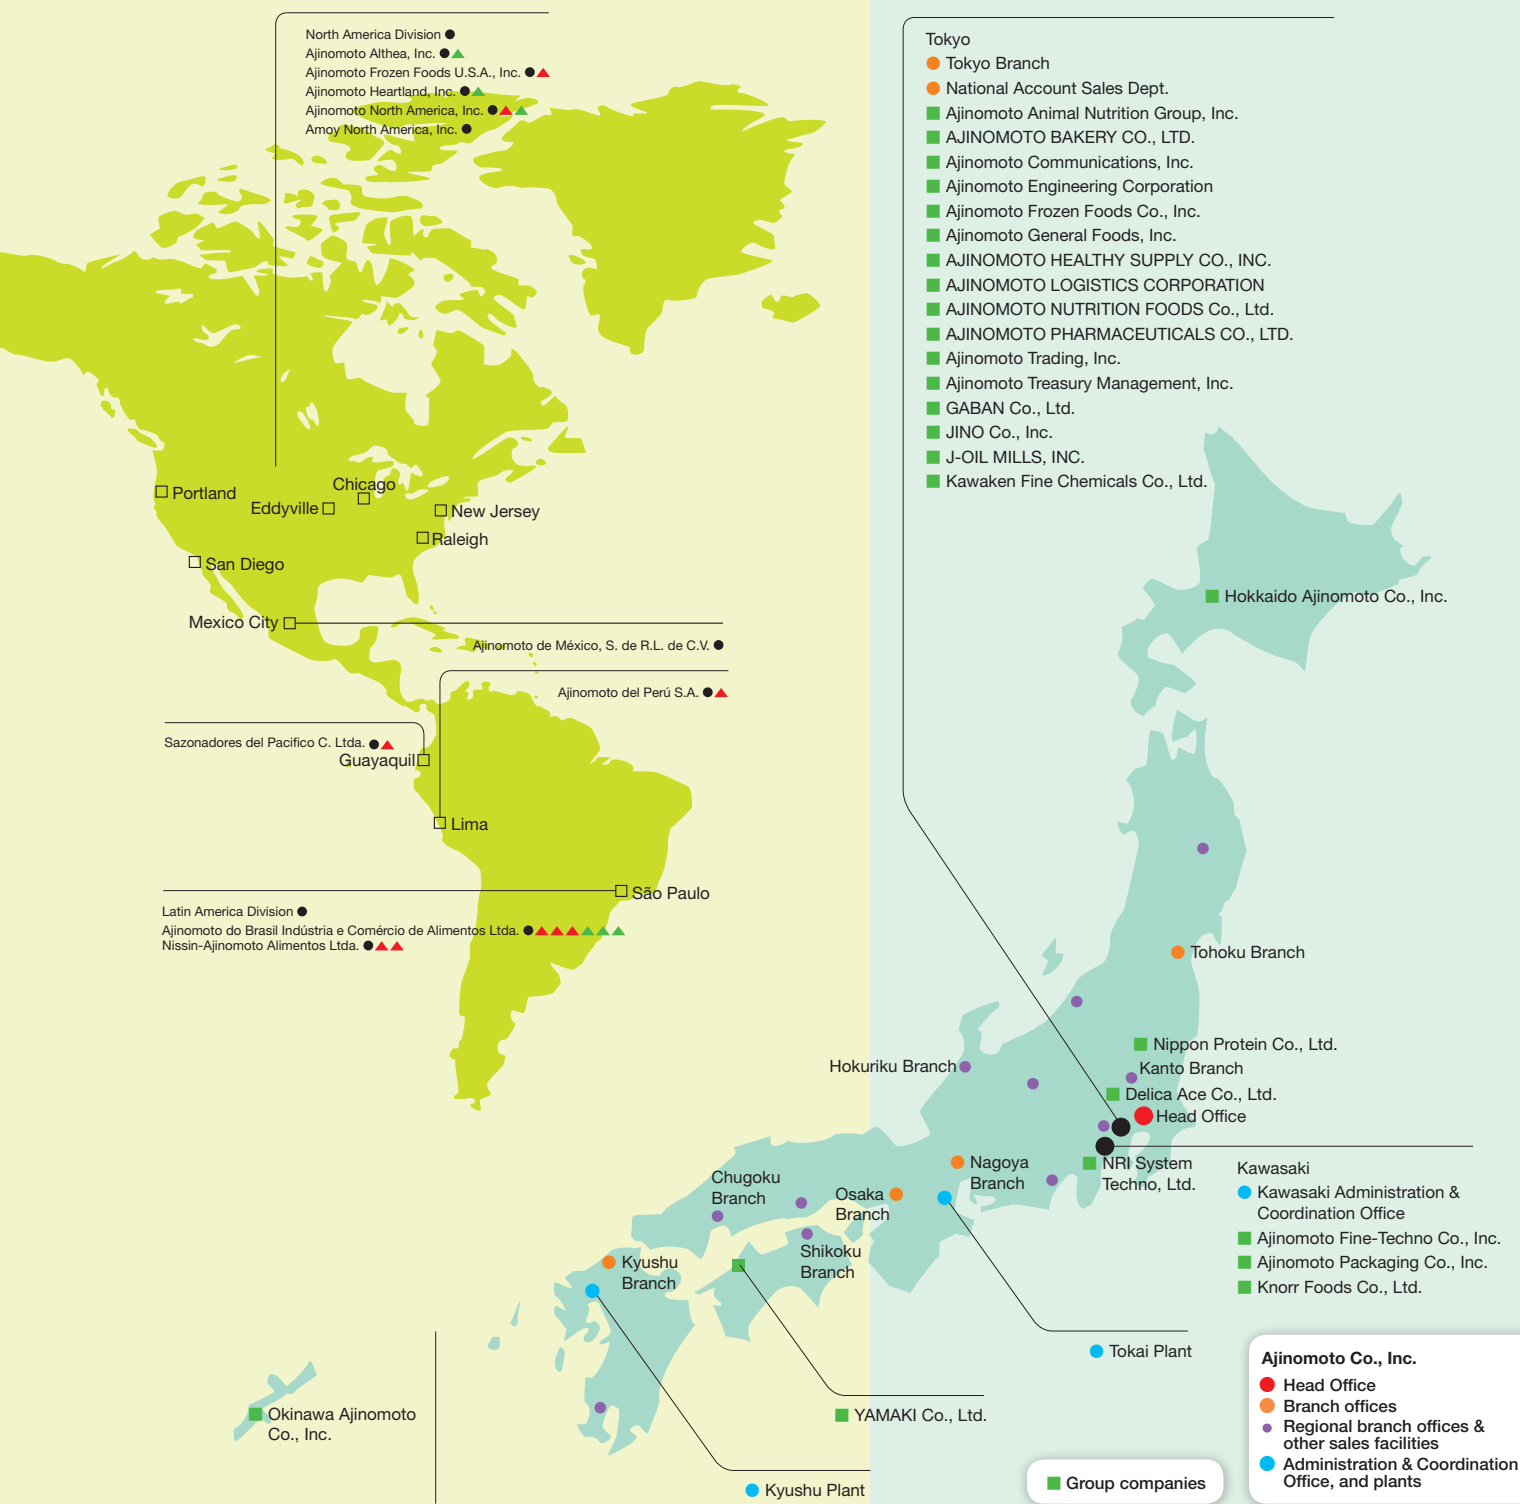 North America Division
Ajinomoto Althea, Inc.
Ajinomoto Frozen Foods U.S.A., Inc.
Ajinomoto Heartland, Inc.
Ajinomoto North America, Inc.
Amoy North America, Inc.
Portland
Chicago
Eddyville
New Jersey
Raleigh
San Diego
Mexico City
Ajinomoto de México, S. de R.L. de C.V.
Ajinomoto del Perú S.A.
Sazonadores del Pacifico C. Ltda.
Guayaquil
Lima
São Paulo
Latin America Division
Ajinomoto do Brasil Indústria e Comércio de Alimentos Ltda.
Nissin-Ajinomoto Alimentos Ltda.
Tokyo
Tokyo Branch
National Account Sales Dept.
Ajinomoto Animal Nutrition Group, Inc.
AJINOMOTO BAKERY CO., LTD.
Ajinomoto Communications, Inc.
Ajinomoto Engineering Corporation
Ajinomoto Frozen Foods Co., Inc.
Ajinomoto General Foods, Inc.
AJINOMOTO HEALTHY SUPPLY CO., INC.
AJINOMOTO LOGISTICS CORPORATION
AJINOMOTO NUTRITION FOODS Co., Ltd.
AJINOMOTO PHARMACEUTICALS CO., LTD.
Ajinomoto Trading, Inc.
Ajinomoto Treasury Management, Inc.
GABAN Co., Ltd.
JINO Co., Inc.
J-OIL MILLS, INC.
Kawaken Fine Chemicals Co., Ltd.
Hokkaido Ajinomoto Co., Inc.
Tohoku Branch
Nippon Protein Co., Ltd.
Hokuriku Branch
Kanto Branch
Delica Ace Co., Ltd.
Head Office
NRI System
Techno, Ltd.
Nagoya
Branch
Osaka
Branch
Chugoku
Branch
Shikoku
Branch
Kyushu
Branch
Kawasaki
Kawasaki Administration &
Coordination Office
Ajinomoto Fine-Techno Co., Inc.
Ajinomoto Packaging Co., Inc.
Knorr Foods Co., Ltd.
Tokai Plant
YAMAKI Co., Ltd.
Okinawa Ajinomoto
Co., Inc.
Kyushu Plant
Group companies
Ajinomoto Co., Inc.
Head Office
Branch offices
Regional branch offices &
other sales facilities
Administration & Coordination
Office, and plants